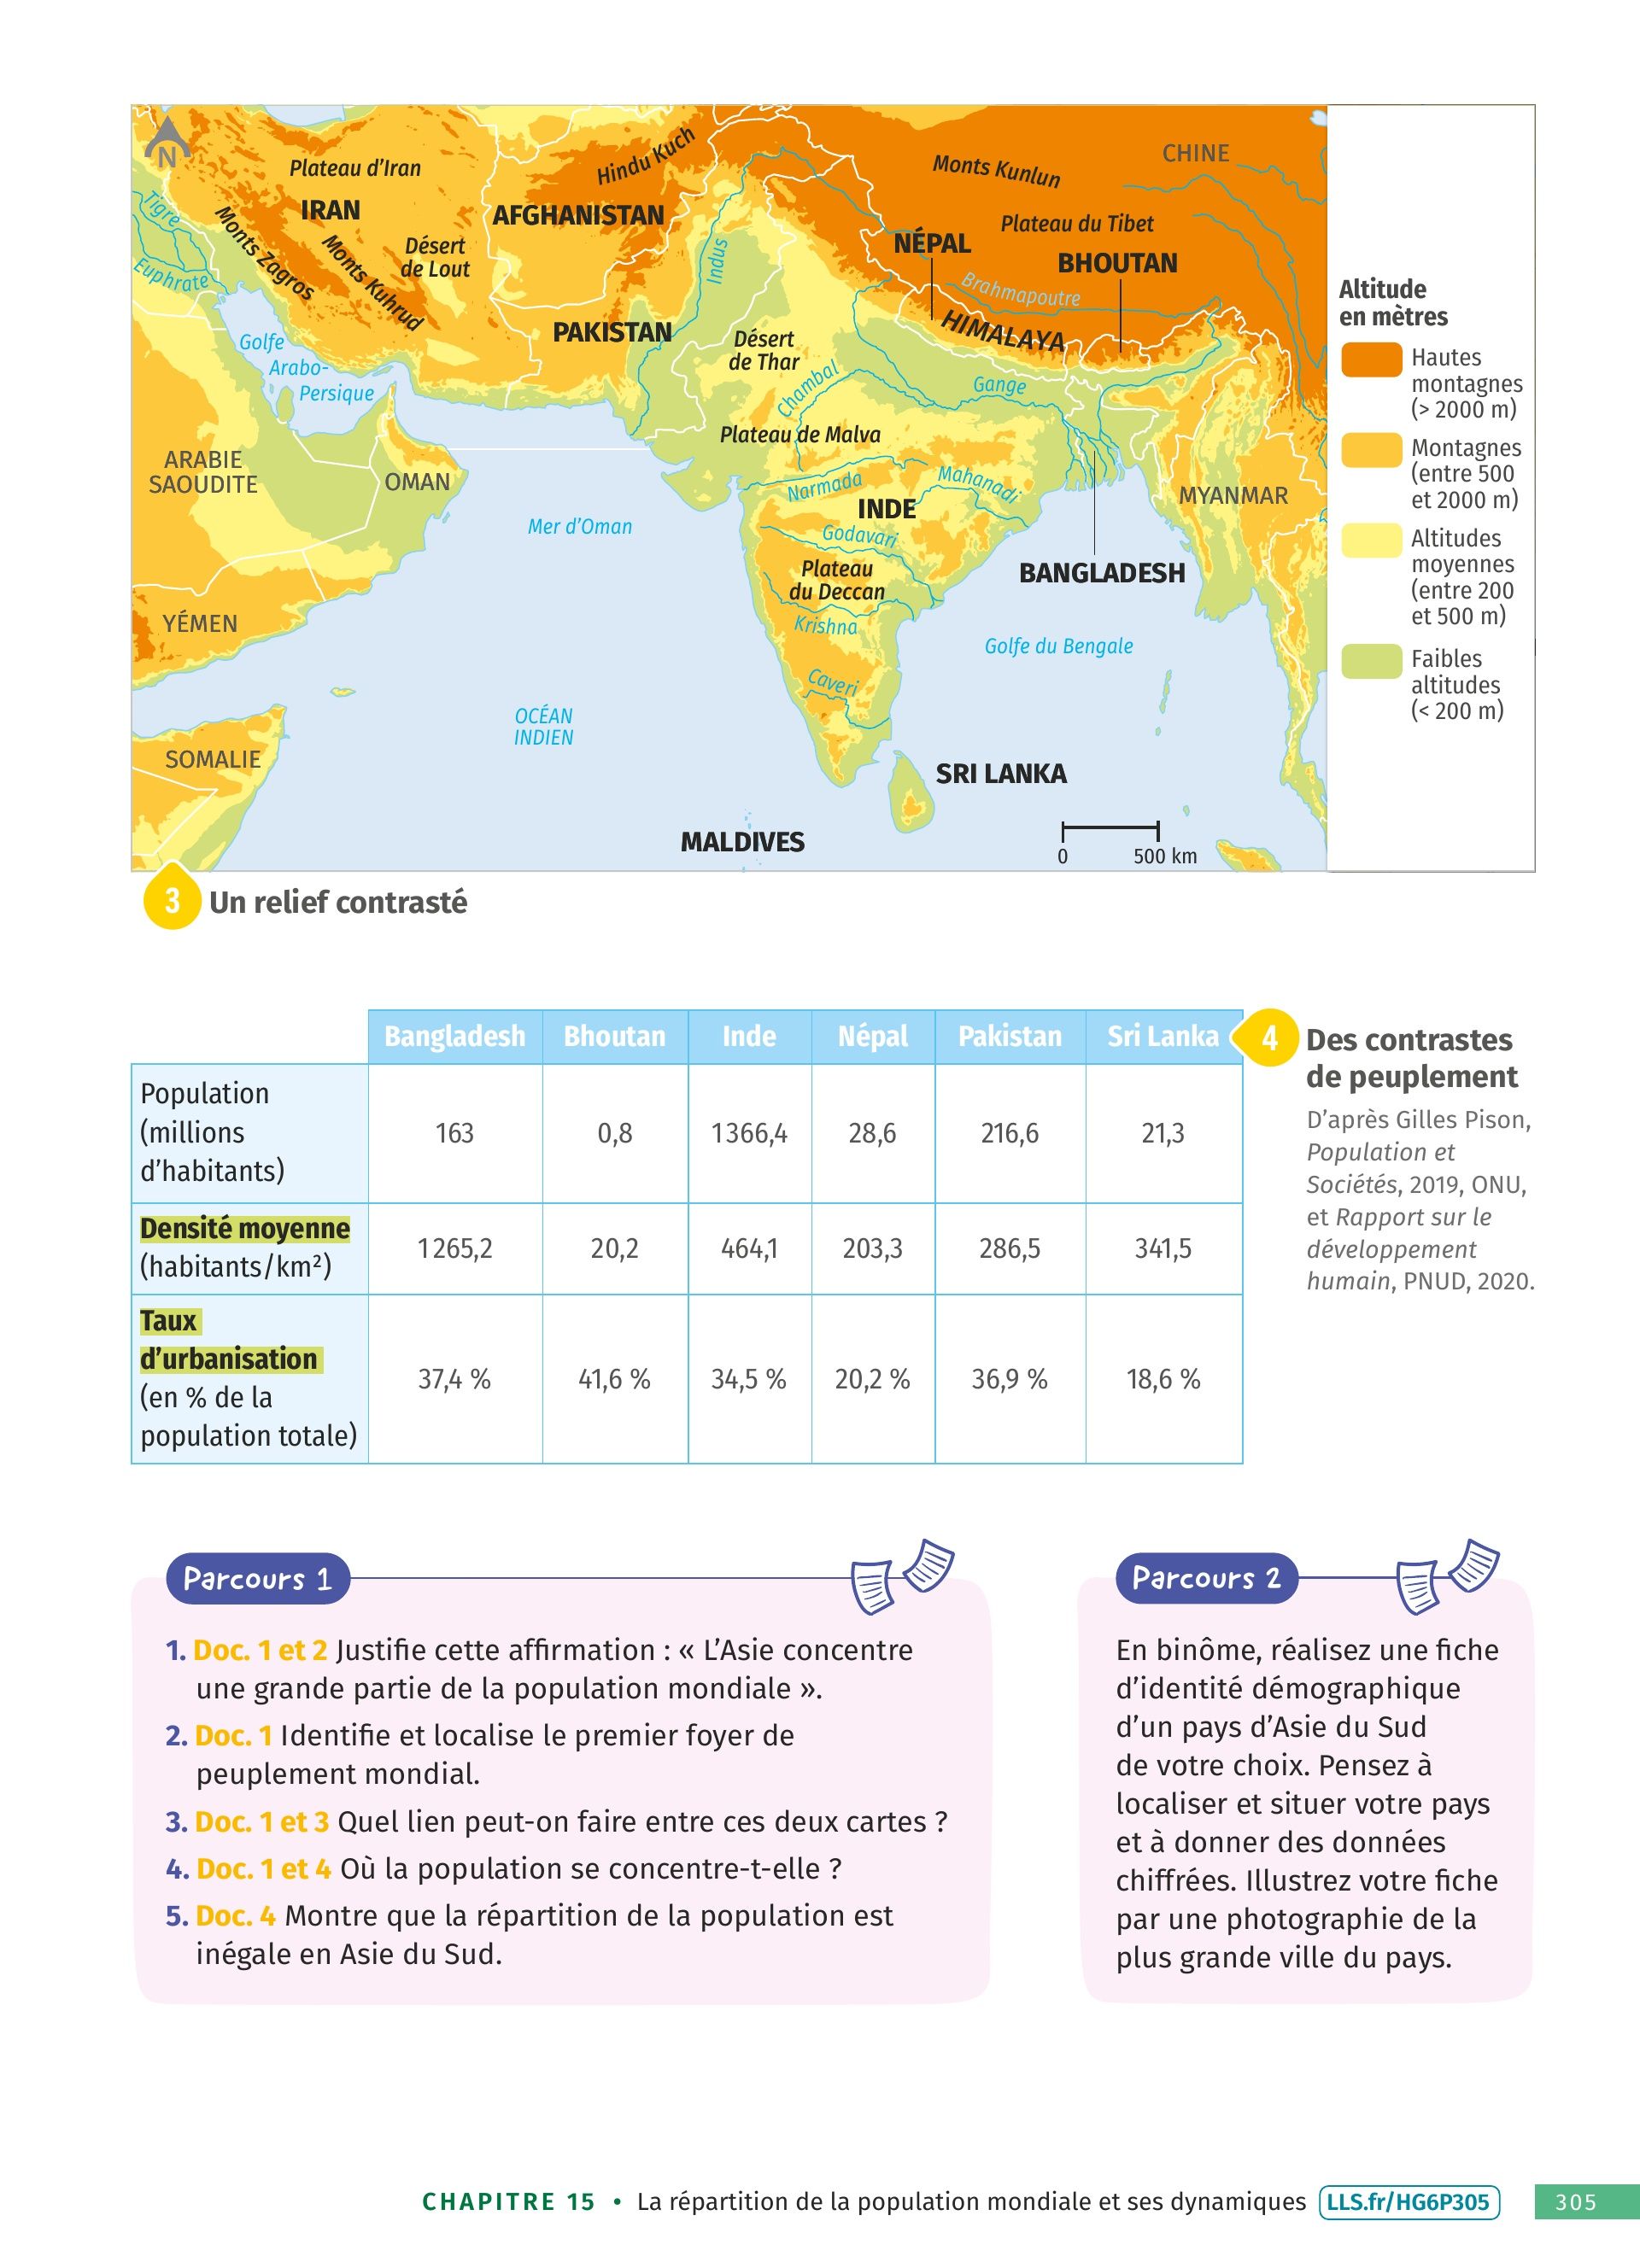 N
Plateau d'Iran
IRAN
Hindu Kuch
AFGHANISTAN
Monts Kunlun
CHINE
Tigre
Euphrate
Monts Zagros
Monts Kuhrud
Désert
de Lout
Indus
NÉPAL
Plateau du Tibet
BHOUTAN
Brahmapoutre
HIMALAYA
PAKISTAN
Golfe
Arabo-
Persique
Désert
de Thar
Chambal
Gange
Plateau de Malva
ARABIE
SAOUDITE
OMAN
Narmada
Mahanadi
MYANMAR
INDE
Mer d'Oman
Godavari
Plateau
du Deccan
BANGLADESH
YÉMEN
Krishna
Golfe du Bengale
Caveri
OCÉAN
INDIEN
SOMALIE
SRI LANKA
MALDIVES
0 500 km
Altitude
en mètres
Hautes
montagnes
(> 2000 m)
Montagnes
(entre 500
et 2000 m)
Altitudes
moyennes
(entre 200
et 500 m)
Faibles
altitudes
(< 200 m)
3 Un relief contrasté
Bangladesh Bhoutan Inde Népal Pakistan Sri Lanka
Population
(millions
d'habitants)
163 0,8 1366,4 28,6 216,6 21,3
Densité moyenne
(habitants/km²)
1265,2 20,2 464,1 203,3 286,5 341,5
Taux
d'urbanisation
(en % de la
population totale)
37,4 % 41,6 % 34,5 % 20,2 % 36,9 % 18,6 %
4 Des contrastes
de peuplement
D'après Gilles Pison,
Population et
Sociétés, 2019, ONU,
et Rapport sur le
développement
humain, PNUD, 2020.
Parcours 1
1. Doc. 1 et 2 Justifie cette affirmation : « L'Asie concentre
une grande partie de la population mondiale ».
2. Doc. 1 Identifie et localise le premier foyer de
peuplement mondial.
3. Doc. 1 et 3 Quel lien peut-on faire entre ces deux cartes ?
4. Doc. 1 et 4 Où la population se concentre-t-elle ?
5. Doc. 4 Montre que la répartition de la population est
inégale en Asie du Sud.
Parcours 2
En binôme, réalisez une fiche
d'identité démographique
d'un pays d'Asie du Sud
de votre choix. Pensez à
localiser et situer votre pays
et à donner des données
chiffrées. Illustrez votre fiche
par une photographie de la
plus grande ville du pays.
CHAPITRE 15 • La répartition de la population mondiale et ses dynamiques LLS.fr/HG6P305 305